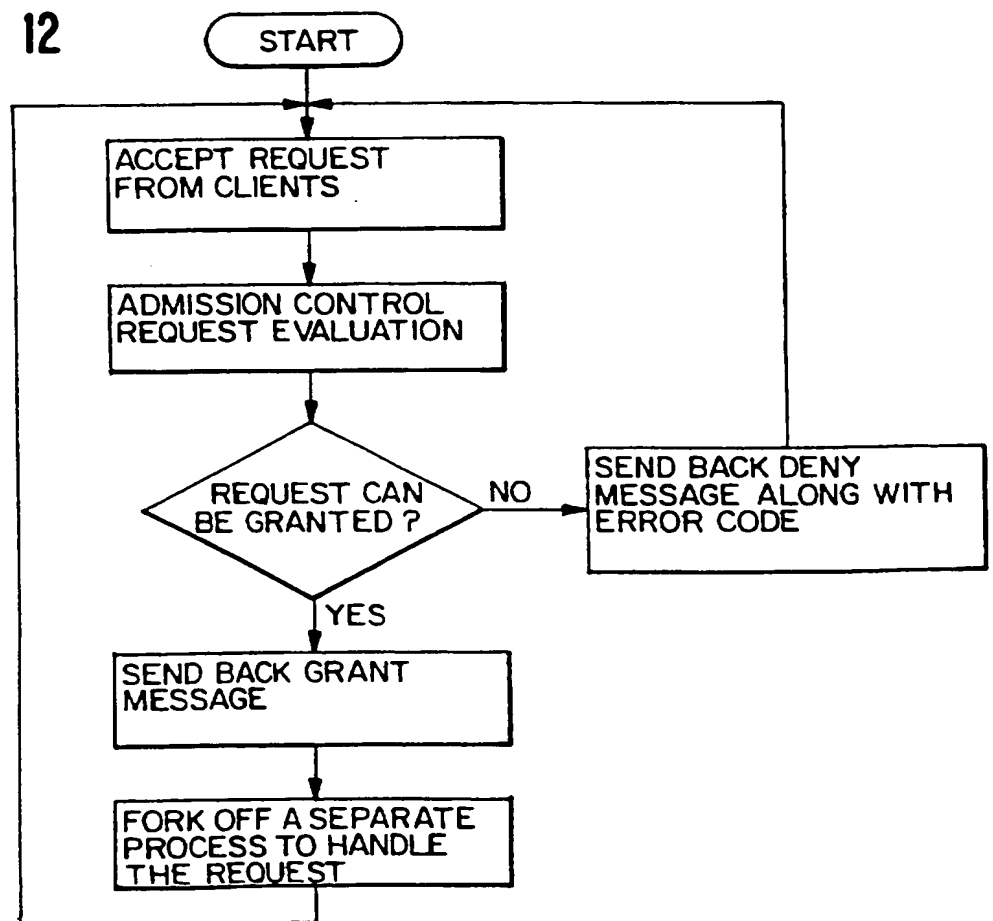 12
START
ACCEPT REQUEST
FROM CLIENTS
ADMISSION CONTROL
REQUEST EVALUATION
REQUEST CAN
BE GRANTED ?
NO
SEND BACK DENY
MESSAGE ALONG WITH
ERROR CODE
YES
SEND BACK GRANT
MESSAGE
FORK OFF A SEPARATE
PROCESS TO HANDLE
THE REQUEST